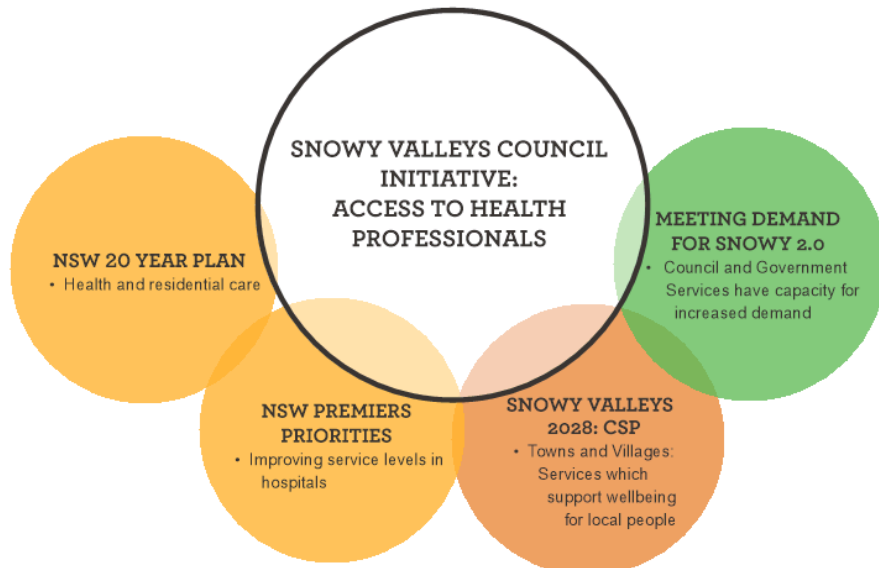 SNOWY VALLEYS COUNCIL
INITIATIVE:
ACCESS TO HEALTH
PROFESSIONALS
NSW 20 YEAR PLAN
• Health and residential care
NSW PREMIERS
PRIORITIES
• Improving service levels in
hospitals
SNOWY VALLEYS
2028: CSP
• Towns and Villages:
Services which
support wellbeing
for local people
MEETING DEMAND
FOR SNOWY 2.0
• Council and Government
Services have capacity for
increased demand